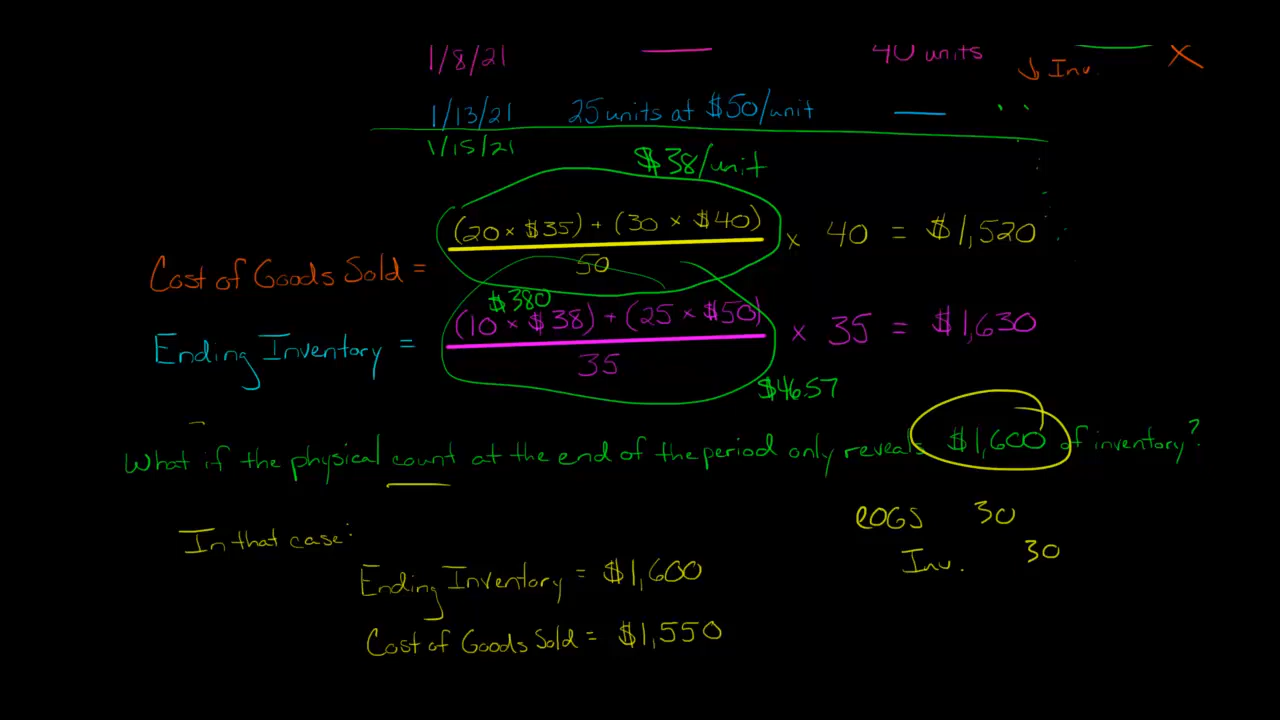 1/8/21 — 40 units
↓ Inv. X
1/13/21 25 units at $50/unit —
1/15/21
$38/unit
Cost of Goods Sold = (20 × $35) + (30 × $40) / 50 × 40 = $1,520
$380
Ending Inventory = (10 × $38) + (25 × $50) / 35 × 35 = $1,630
$46.57
What if the physical count at the end of the period only reveals $1,600 of inventory?
COGS 30
Inv. 30
In that case:
Ending Inventory = $1,600
Cost of Goods Sold = $1,550